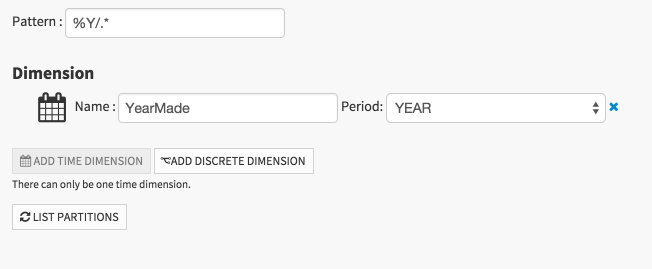 Pattern : %Y/.*
Dimension
Name : YearMade Period: YEAR
ADD TIME DIMENSION ADD DISCRETE DIMENSION
There can only be one time dimension.
LIST PARTITIONS